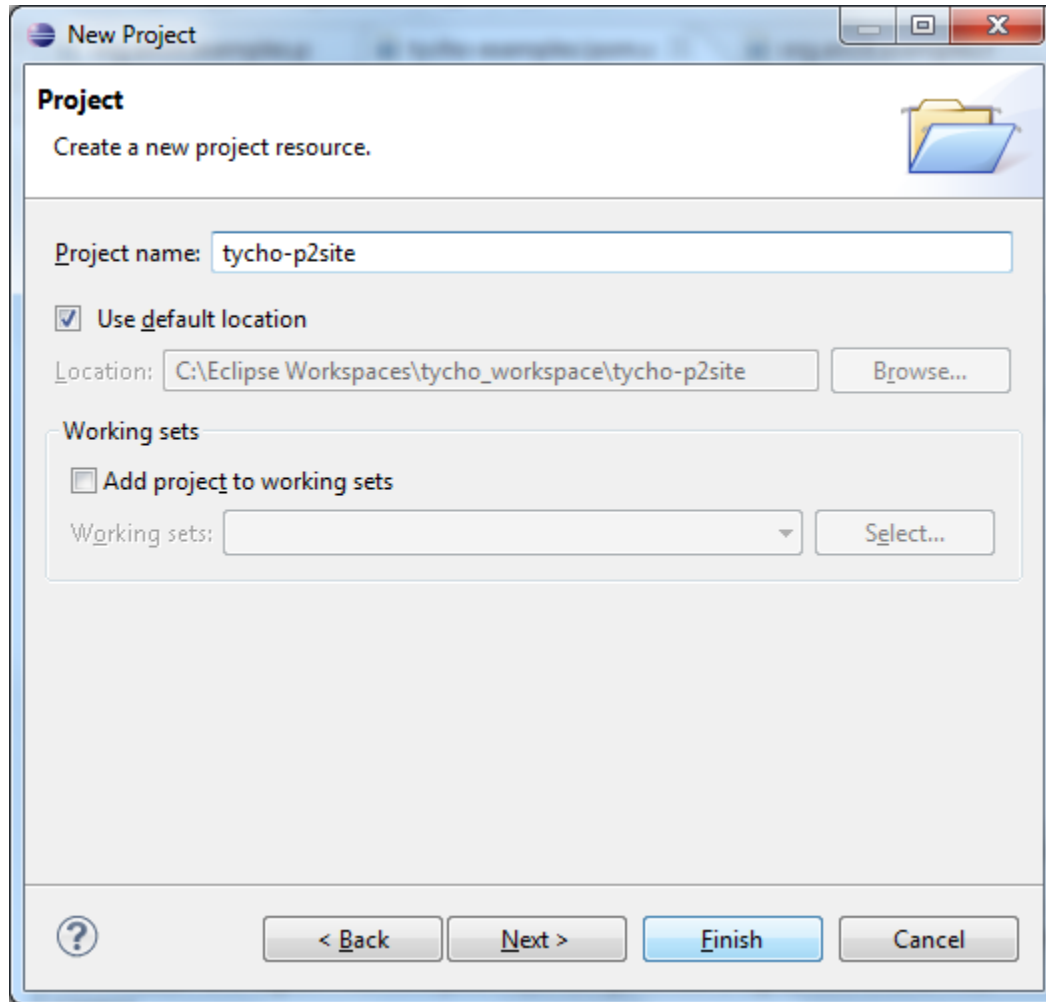 New Project
Project
Create a new project resource.
Project name: tycho-p2site
Use default location
Location: C:\Eclipse Workspaces\tycho_workspace\tycho-p2site Browse...
Working sets
Add project to working sets
Working sets: Select...
< Back Next > Finish Cancel